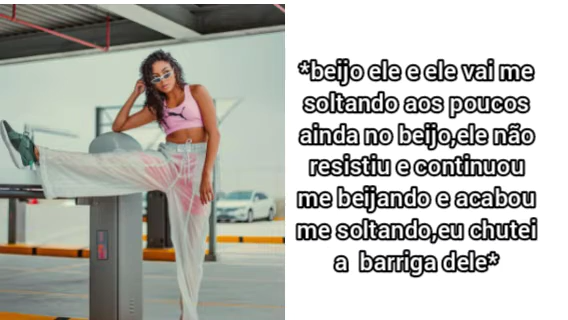 *beijo ele e ele vai me
soltando aos poucos
ainda no beijo,ele não
resistiu e continuou
me beijando e acabou
me soltando,eu chutei
a barriga dele*